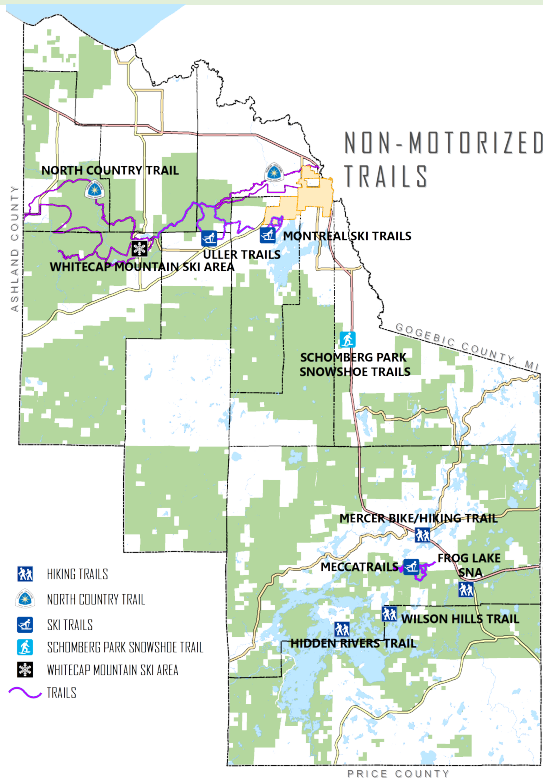 NON-MOTORIZED
TRAILS
NORTH COUNTRY TRAIL
ASHLAND COUNTY
MONTREAL SKI TRAILS
ULLER TRAILS
WHITECAP MOUNTAIN SKI AREA
GOGEBIC COUNTY, MI
SCHOMBERG PARK
SNOWSHOE TRAILS
MERCER BIKE/HIKING TRAIL
FROG LAKE
SNA
MECCATRAILS
WILSON HILLS TRAIL
HIDDEN RIVERS TRAIL
HIKING TRAILS
NORTH COUNTRY TRAIL
SKI TRAILS
SCHOMBERG PARK SNOWSHOE TRAIL
WHITECAP MOUNTAIN SKI AREA
TRAILS
PRICE COUNTY